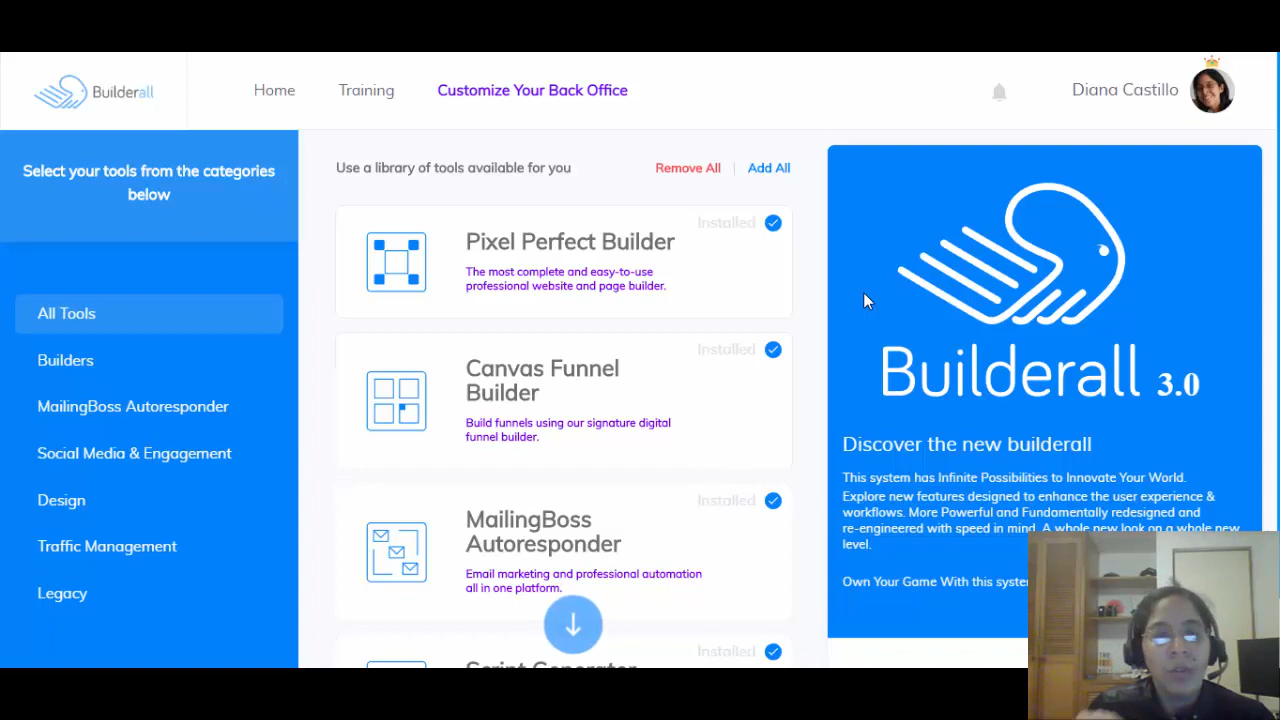 Builderall
Home
Training
Customize Your Back Office
Diana Castillo
Select your tools from the categories
below
All Tools
Builders
MailingBoss Autoresponder
Social Media & Engagement
Design
Traffic Management
Legacy
Use a library of tools available for you
Remove All
Add All
Installed
Pixel Perfect Builder
The most complete and easy-to-use
professional website and page builder.
Installed
Canvas Funnel
Builder
Build funnels using our signature digital
funnel builder.
Installed
MailingBoss
Autoresponder
Email marketing and professional automation
all in one platform.
Installed
Script Generator
Builderall 3.0
Discover the new builderall
This system has Infinite Possibilities to Innovate Your World.
Explore new features designed to enhance the user experience &
workflows. More Powerful and Fundamentally redesigned and
re-engineered with speed in mind. A whole new look on a whole new
level.
Own Your Game With this